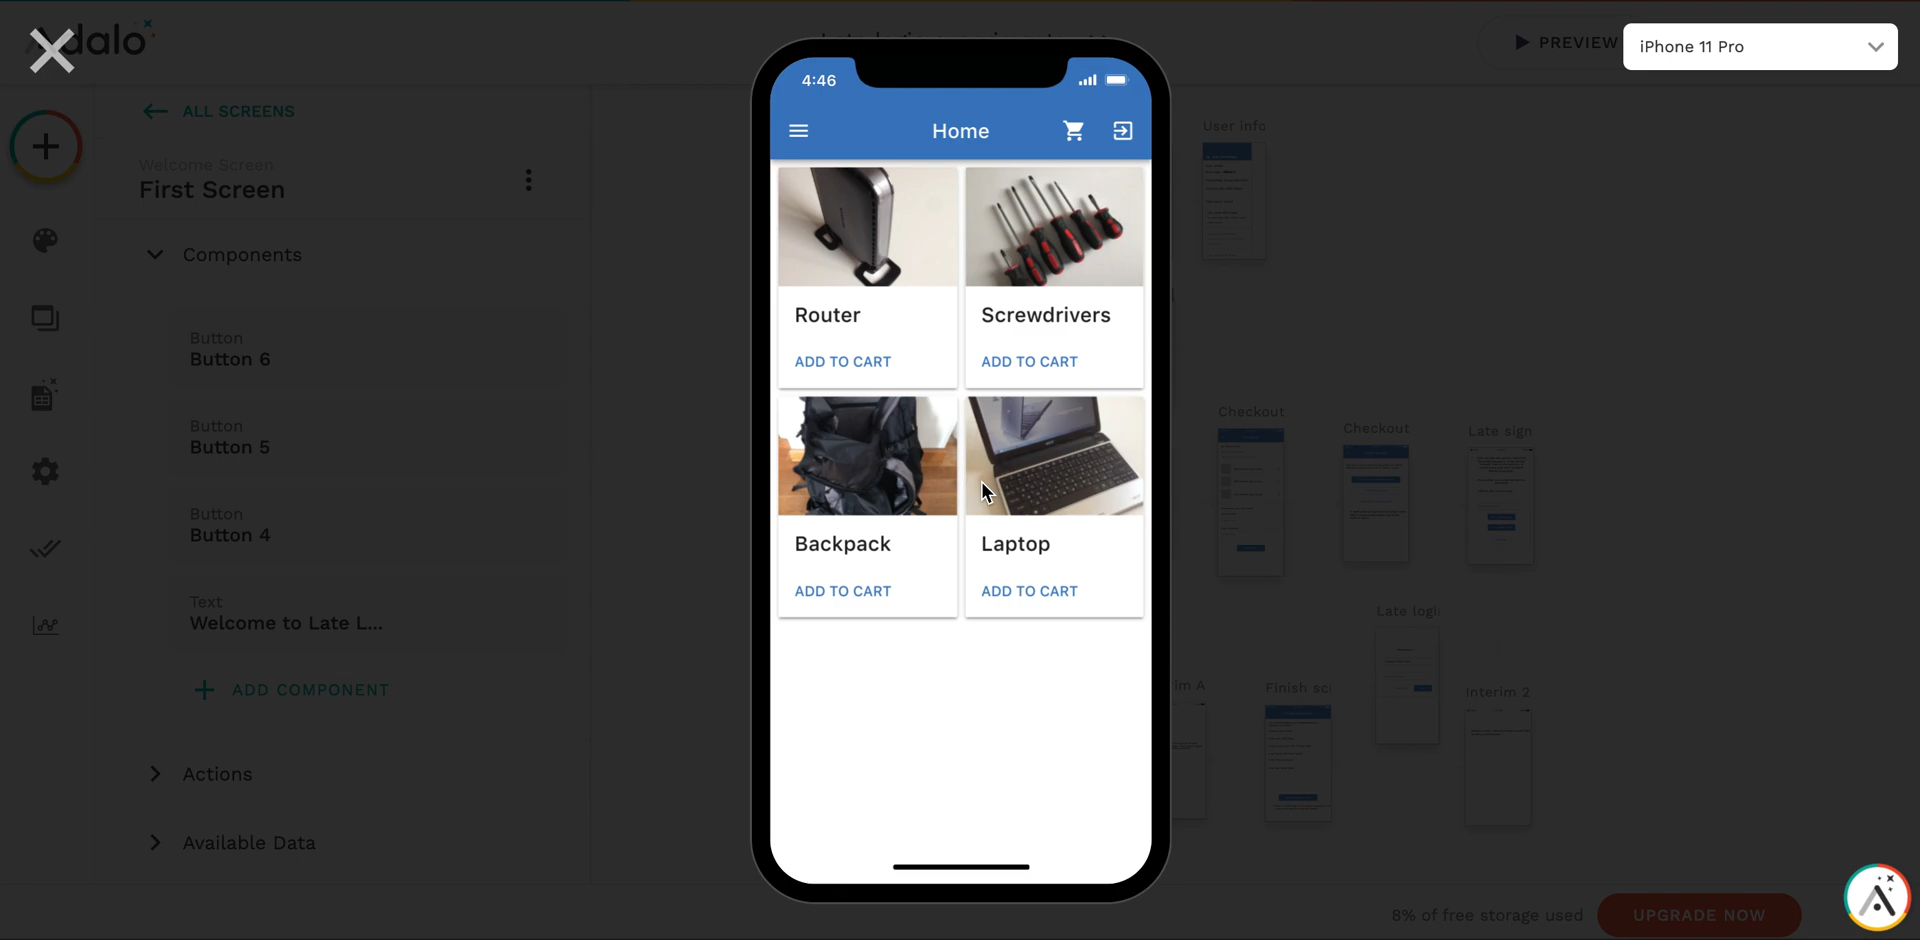 PREVIEW
iPhone 11 Pro
ALL SCREENS
Welcome Screen
First Screen
Components
Button
Button 6
Button
Button 5
Button
Button 4
Text
Welcome to Late L...
ADD COMPONENT
Actions
Available Data
4:46
Home
Router
Screwdrivers
ADD TO CART
ADD TO CART
Backpack
Laptop
ADD TO CART
ADD TO CART
User info
Checkout
Checkout
Late sign
Late logi
Finish scr
Interim 2
8% of free storage used
UPGRADE NOW